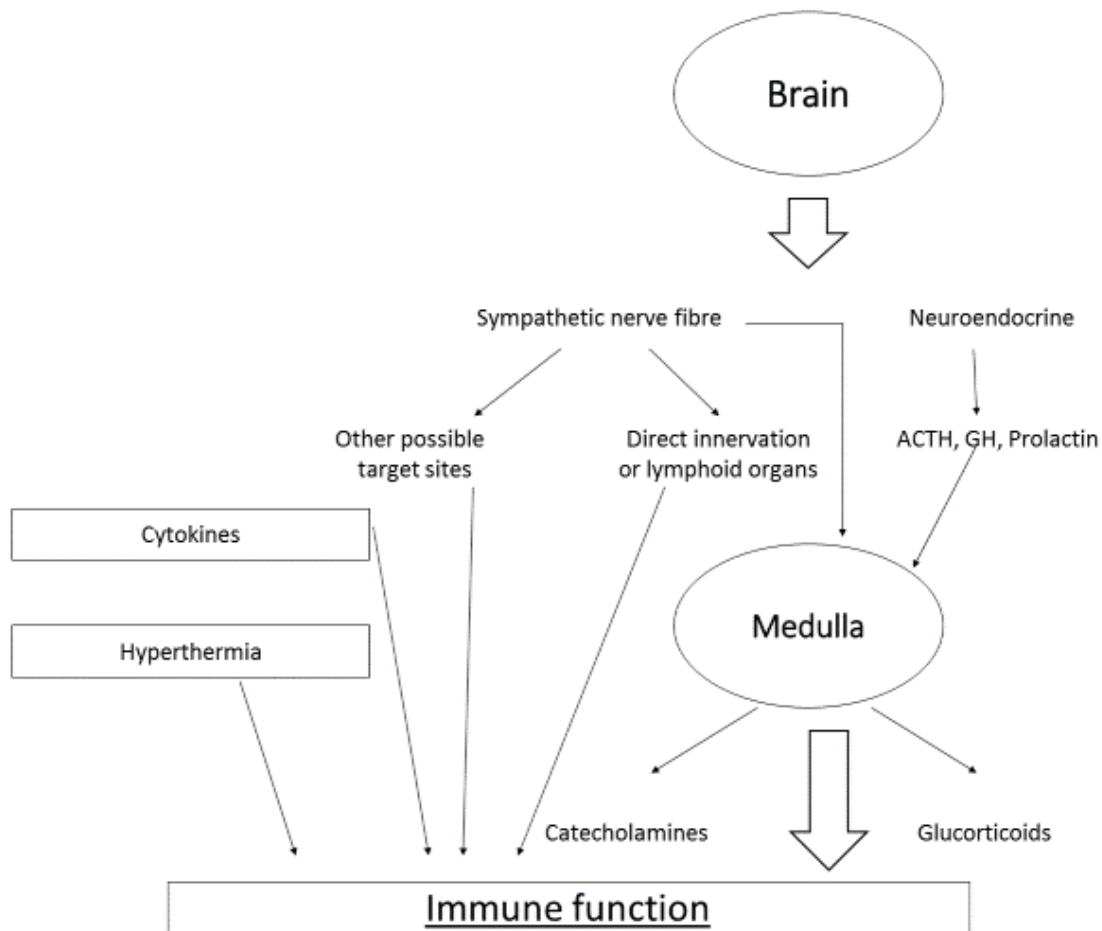 Brain
Sympathetic nerve fibre
Neuroendocrine
Other possible
target sites
Direct innervation
or lymphoid organs
ACTH, GH, Prolactin
Cytokines
Hyperthermia
Medulla
Catecholamines
Glucorticoids
Immune function